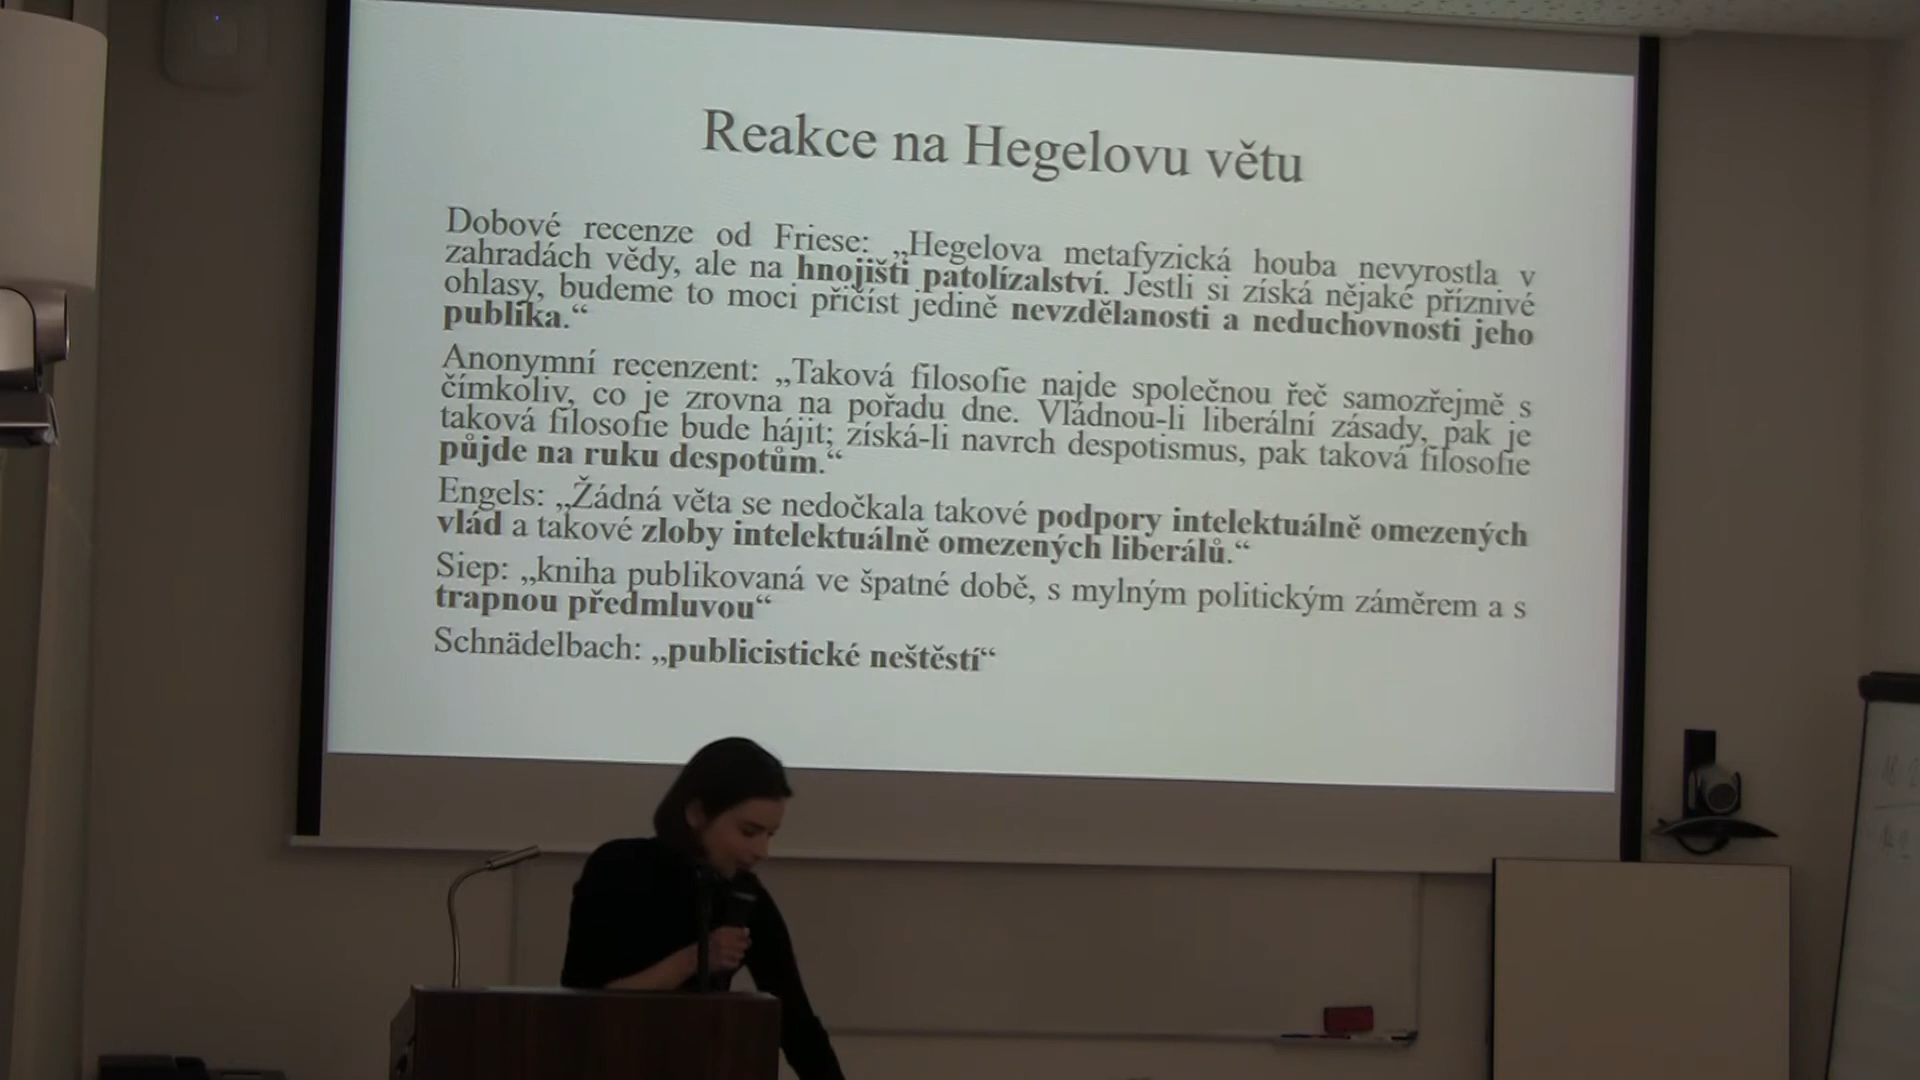 Reakce na Hegelovu větu
Dobové recenze od Friese: „Hegelova metafyzická houba nevyrostla v
zahradách vědy, ale na hnojišti patolízalství. Jestli si získá nějaké příznivé
ohlasy, budeme to moci přičíst jedině nevzdělanosti a neduchovnosti jeho
publika.“
Anonymní recenzent: „Taková filosofie najde společnou řeč samozřejmě s
čímkoliv, co je zrovna na pořadu dne. Vládnou-li liberální zásady, pak je
taková filosofie bude hájit; získá-li navrch despotismus, pak taková filosofie
půjde na ruku despotům.“
Engels: „Žádná věta se nedočkala takové podpory intelektuálně omezených
vlád a takové zloby intelektuálně omezených liberálů.“
Siep: „kniha publikovaná ve špatné době, s mylným politickým záměrem a s
trapnou předmluvou“
Schnädelbach: „publicistické neštěstí“